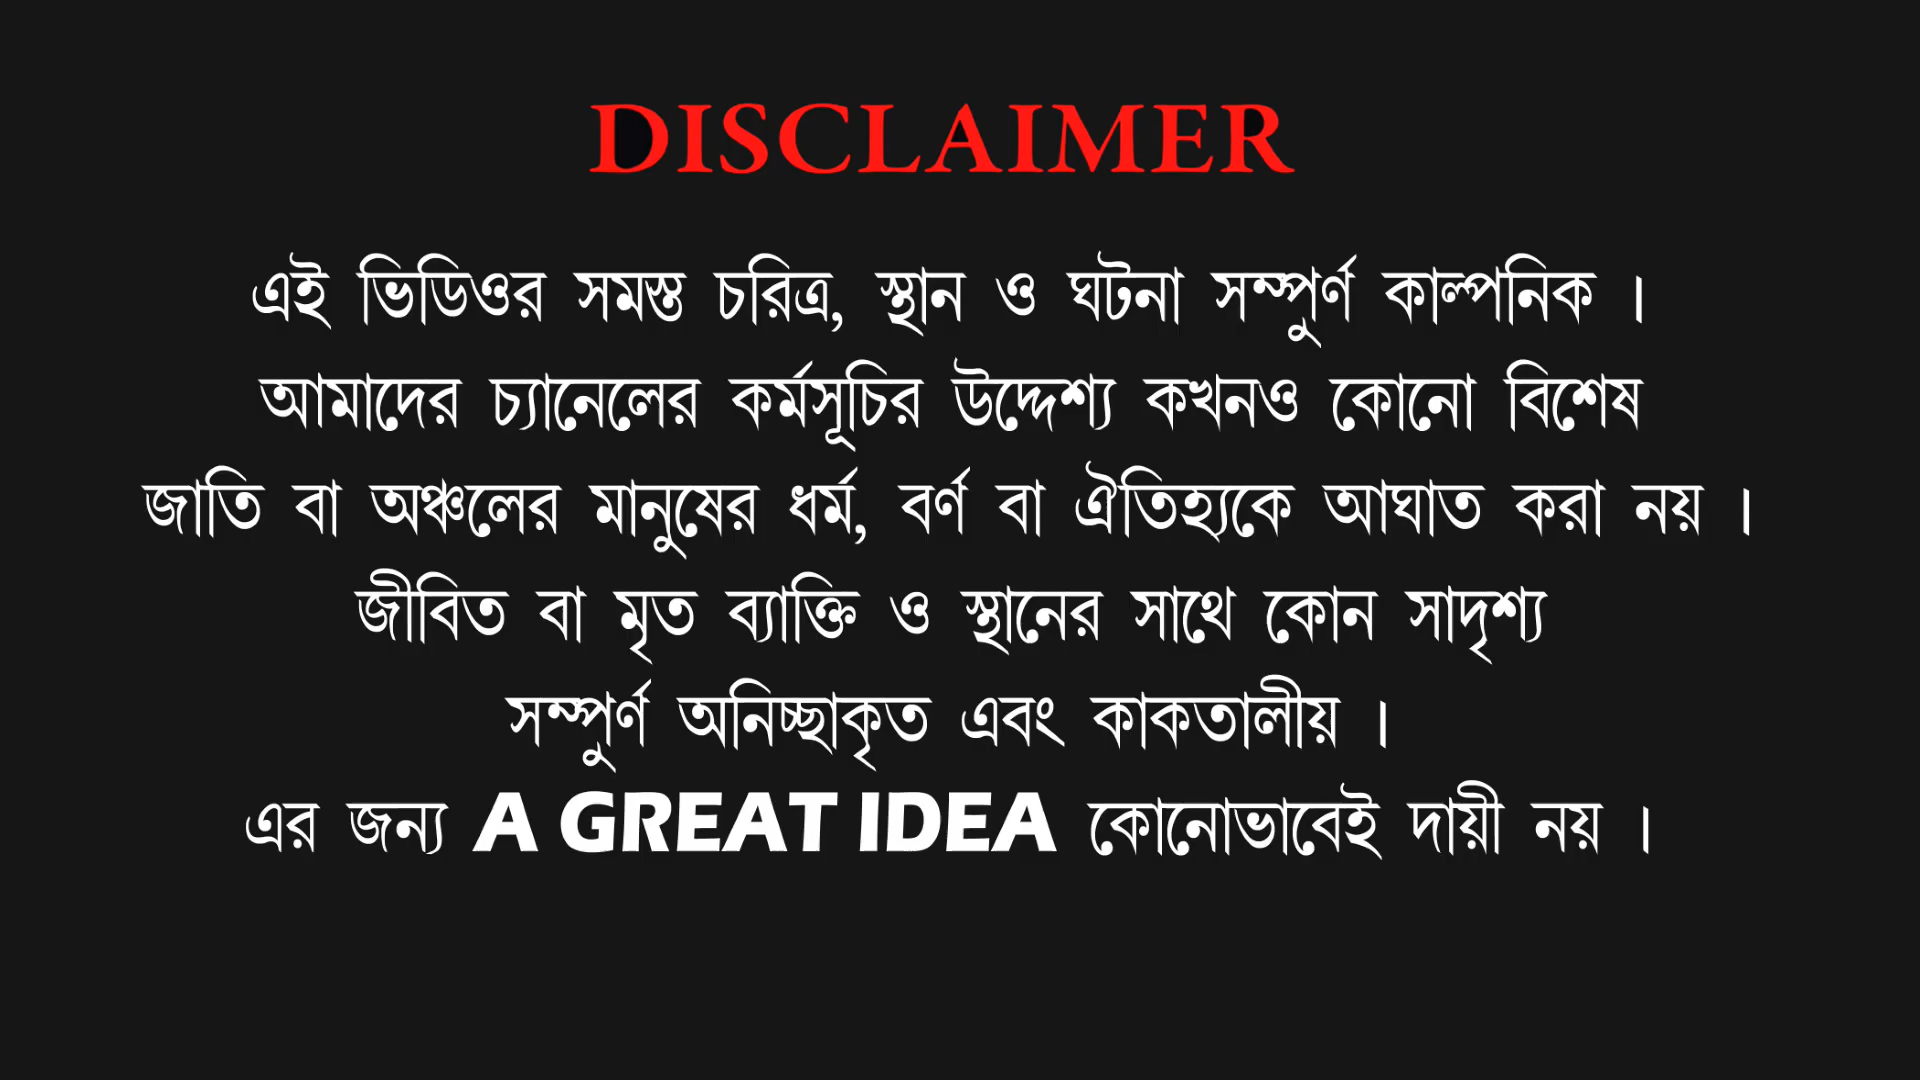 DISCLAIMER
এই ভিডিওর সমস্ত চরিত্র, স্থান ও ঘটনা সম্পুর্ণ কাল্পনিক ।
আমাদের চ্যানেলের কর্মসূচির উদ্দেশ্য কখনও কোনো বিশেষ
জাতি বা অঞ্চলের মানুষের ধর্ম, বর্ণ বা ঐতিহ্যকে আঘাত করা নয় ।
জীবিত বা মৃত ব্যাক্তি ও স্থানের সাথে কোন সাদৃশ্য
সম্পুর্ণ অনিচ্ছাকৃত এবং কাকতালীয় ।
এর জন্য A GREAT IDEA কোনোভাবেই দায়ী নয় ।